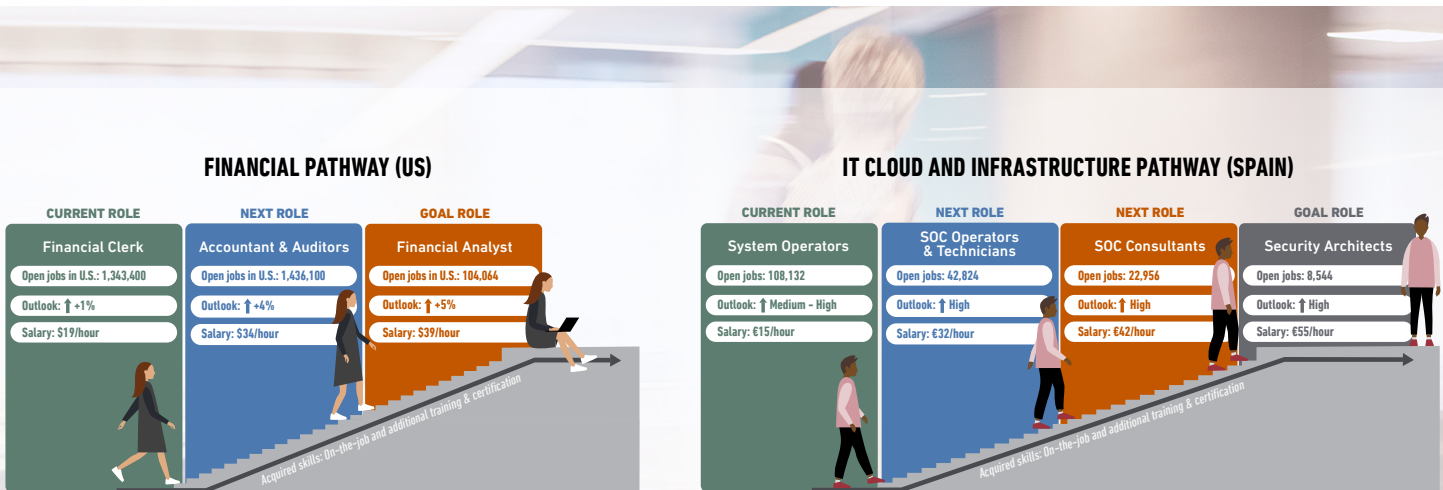 FINANCIAL PATHWAY (US)
CURRENT ROLE
Financial Clerk
Open jobs in U.S.: 1,343,400
Outlook: ↑ +1%
Salary: $19/hour
NEXT ROLE
Accountant & Auditors
Open jobs in U.S.: 1,436,100
Outlook: ↑ +4%
Salary: $34/hour
GOAL ROLE
Financial Analyst
Open jobs in U.S.: 104,064
Outlook: ↑ +5%
Salary: $39/hour
Acquired skills: On-the-job and additional training & certification
IT CLOUD AND INFRASTRUCTURE PATHWAY (SPAIN)
CURRENT ROLE
System Operators
Open jobs: 108,132
Outlook: ↑ Medium - High
Salary: €15/hour
NEXT ROLE
SOC Operators
& Technicians
Open jobs: 42,824
Outlook: ↑ High
Salary: €32/hour
NEXT ROLE
SOC Consultants
Open jobs: 22,956
Outlook: ↑ High
Salary: €42/hour
GOAL ROLE
Security Architects
Open jobs: 8,544
Outlook: ↑ High
Salary: €55/hour
Acquired skills: On-the-job and additional training & certification